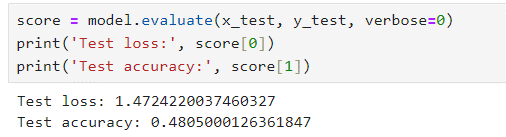 score = model.evaluate(x_test, y_test, verbose=0)
print('Test loss:', score[0])
print('Test accuracy:', score[1])
Test loss: 1.4724220037460327
Test accuracy: 0.4805000126361847